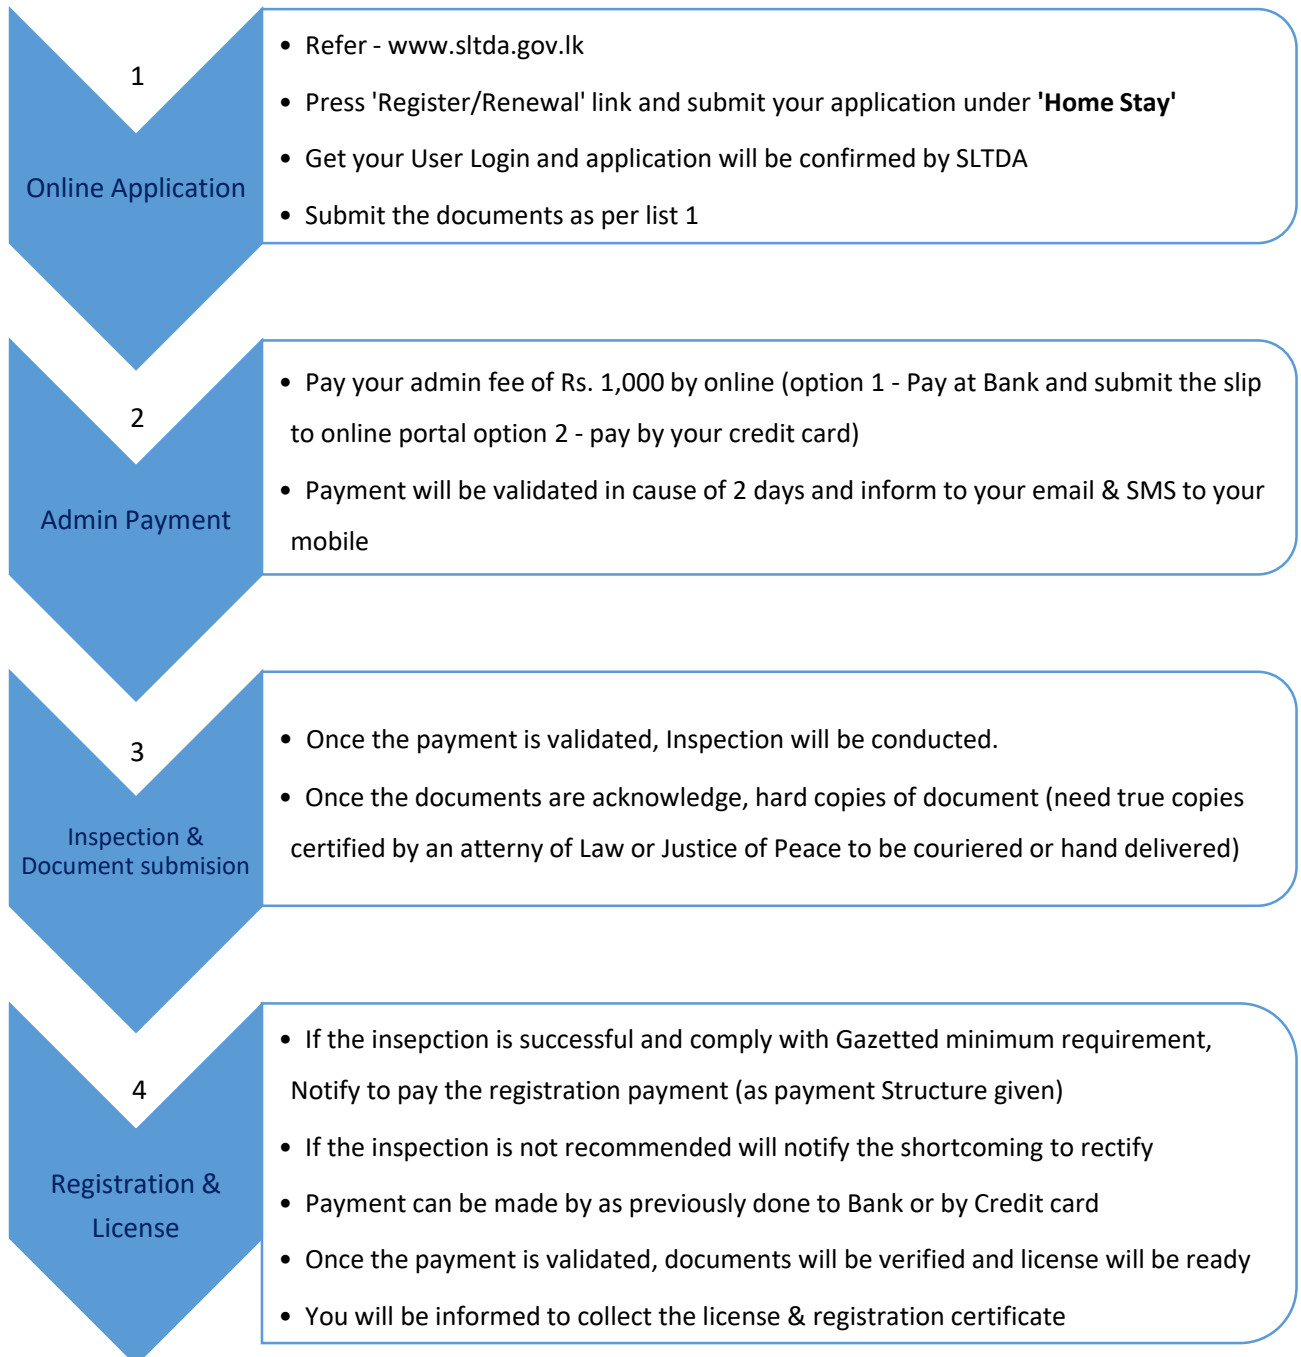 1
Online Application
• Refer - www.sltda.gov.lk
• Press 'Register/Renewal' link and submit your application under 'Home Stay'
• Get your User Login and application will be confirmed by SLTDA
• Submit the documents as per list 1
2
Admin Payment
• Pay your admin fee of Rs. 1,000 by online (option 1 - Pay at Bank and submit the slip
to online portal option 2 - pay by your credit card)
• Payment will be validated in cause of 2 days and inform to your email & SMS to your
mobile
3
Inspection &
Document submision
• Once the payment is validated, Inspection will be conducted.
• Once the documents are acknowledge, hard copies of document (need true copies
certified by an atterny of Law or Justice of Peace to be couriered or hand delivered)
4
Registration &
License
• If the insepction is successful and comply with Gazetted minimum requirement,
Notify to pay the registration payment (as payment Structure given)
• If the inspection is not recommended will notify the shortcoming to rectify
• Payment can be made by as previously done to Bank or by Credit card
• Once the payment is validated, documents will be verified and license will be ready
• You will be informed to collect the license & registration certificate